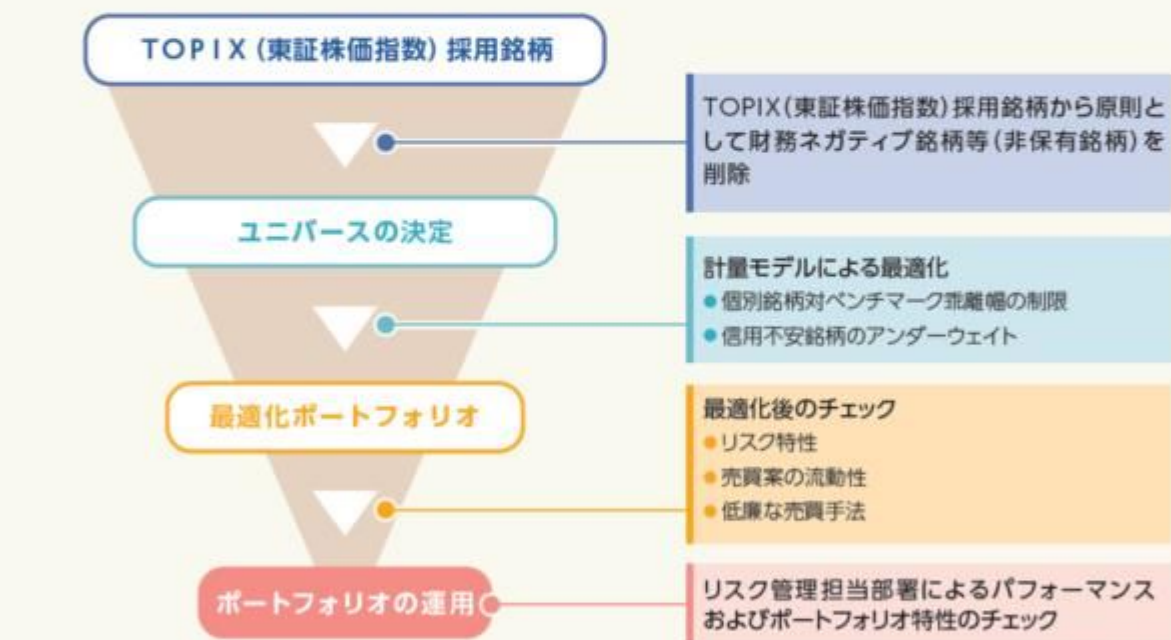 TOPIX (東証株価指数) 採用銘柄
TOPIX(東証株価指数)採用銘柄から原則と
して財務ネガティブ銘柄等(非保有銘柄)を
削除
ユニバースの決定
計量モデルによる最適化
●個別銘柄対ベンチマーク乖離幅の制限
●信用不安銘柄のアンダーウェイト
最適化ポートフォリオ
最適化後のチェック
●リスク特性
●売買案の流動性
●低廉な売買手法
ポートフォリオの運用
リスク管理担当部署によるパフォーマンス
およびポートフォリオ特性のチェック